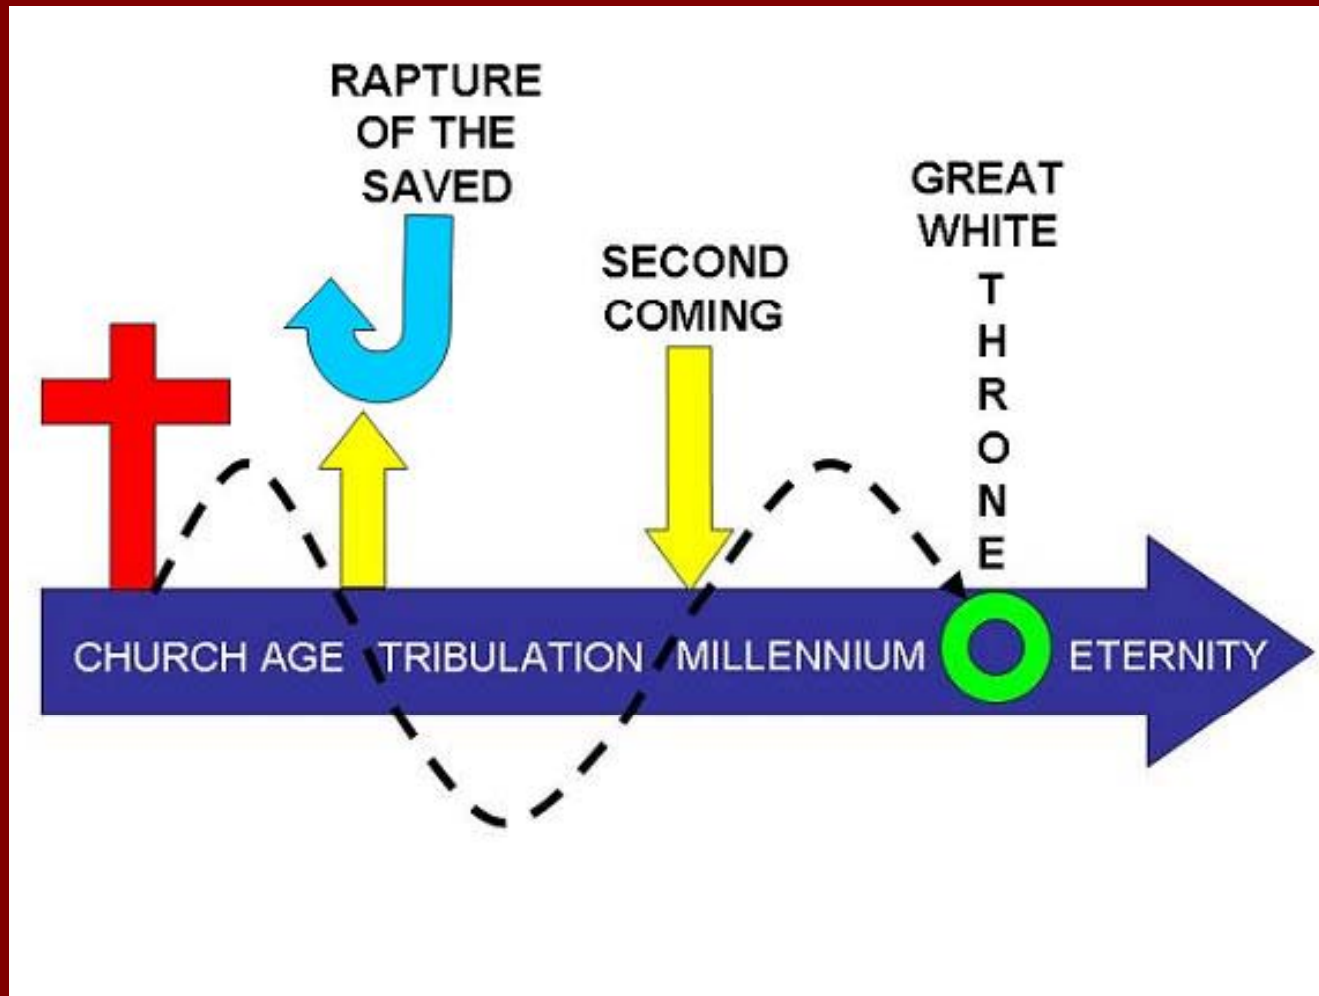 RAPTURE
OF THE
SAVED
SECOND
COMING
GREAT
WHITE
T
H
R
O
N
E
CHURCH AGE TRIBULATION MILLENNIUM ETERNITY